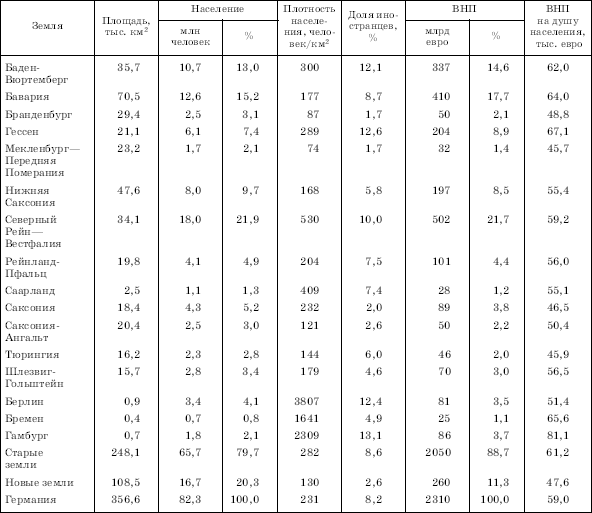 Земля Площадь, тыс. км² Население Плотность населе- ния, чело- век/км² Доля ино- странцев, % ВНП ВНП на душу населения, тыс. евро
млн человек % млрд евро %
Баден-
Вюртемберг 35,7 10,7 13,0 300 12,1 337 14,6 62,0
Бавария 70,5 12,6 15,2 177 8,7 410 17,7 64,0
Бранденбург 29,4 2,5 3,1 87 1,7 50 2,1 48,8
Гессен 21,1 6,1 7,4 289 12,6 204 8,9 67,1
Мекленбург— 23,2 1,7 2,1 74 1,7 32 1,4 45,7
Передняя
Померания
Нижняя 47,6 8,0 9,7 168 5,8 197 8,5 55,4
Саксония
Северный 34,1 18,0 21,9 530 10,0 502 21,7 59,2
Рейн—
Вестфалия
Рейнланд- 19,8 4,1 4,9 204 7,5 101 4,4 56,0
Пфальц
Саарланд 2,5 1,1 1,3 409 7,4 28 1,2 55,1
Саксония 18,4 4,3 5,2 232 2,0 89 3,8 46,5
Саксония- 20,4 2,5 3,0 121 2,6 50 2,2 50,4
Ангальт
Тюрингия 16,2 2,3 2,8 144 6,0 46 2,0 45,9
Шлезвиг- 15,7 2,8 3,4 179 4,6 70 3,0 56,5
Гольштейн
Берлин 0,9 3,4 4,1 3807 12,4 81 3,5 51,4
Бремен 0,4 0,7 0,8 1641 4,9 25 1,1 65,6
Гамбург 0,7 1,8 2,1 2309 13,1 86 3,7 81,1
Старые 248,1 65,7 79,7 282 8,6 2050 88,7 61,2
земли
Новые земли 108,5 16,7 20,3 130 2,6 260 11,3 47,6
Германия 356,6 82,3 100,0 231 8,2 2310 100,0 59,0